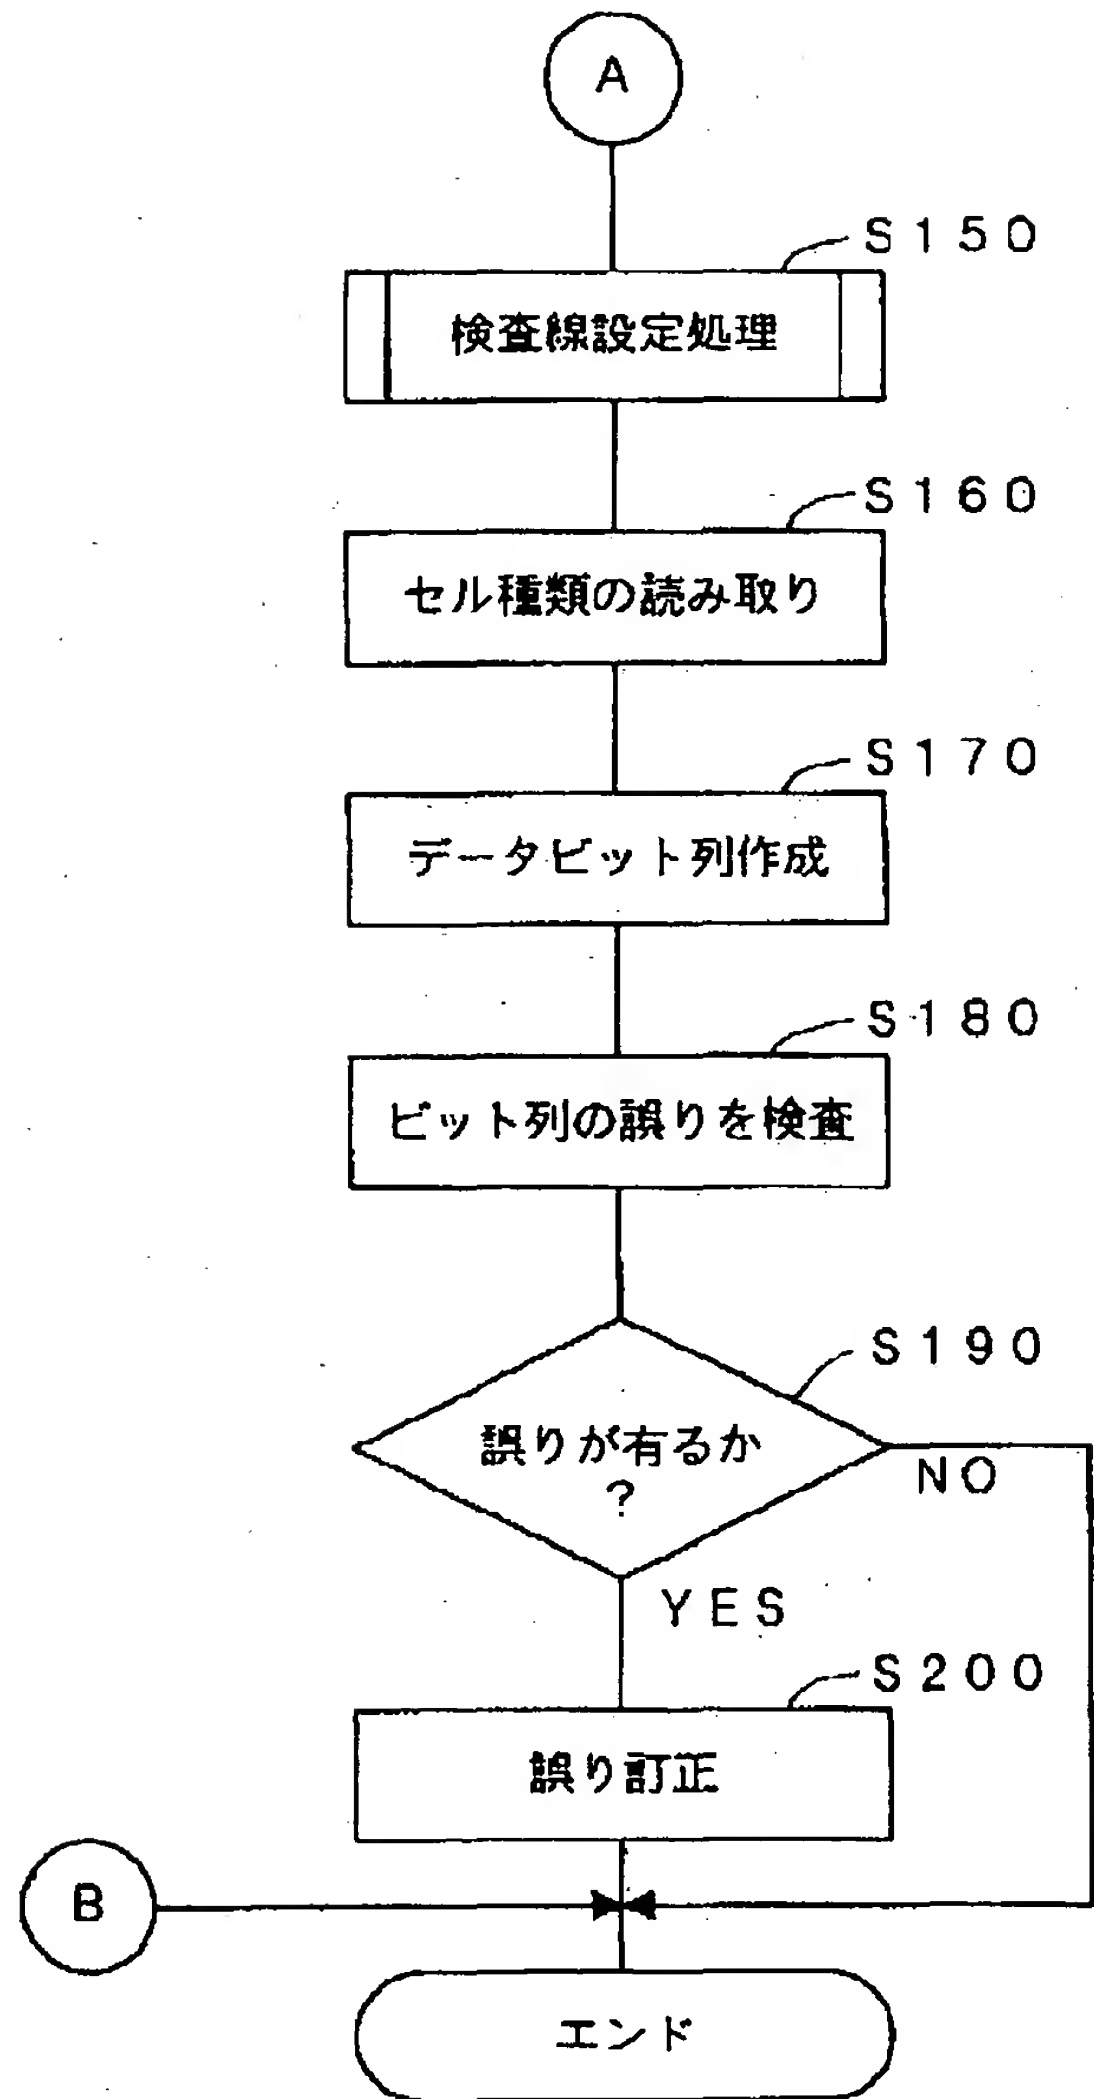 A
S150
検査線設定処理
S160
セル種類の読み取り
S170
データビット列作成
S180
ビット列の誤りを検査
S190
誤りが有るか
?
NO
YES
S200
誤り訂正
B
エンド